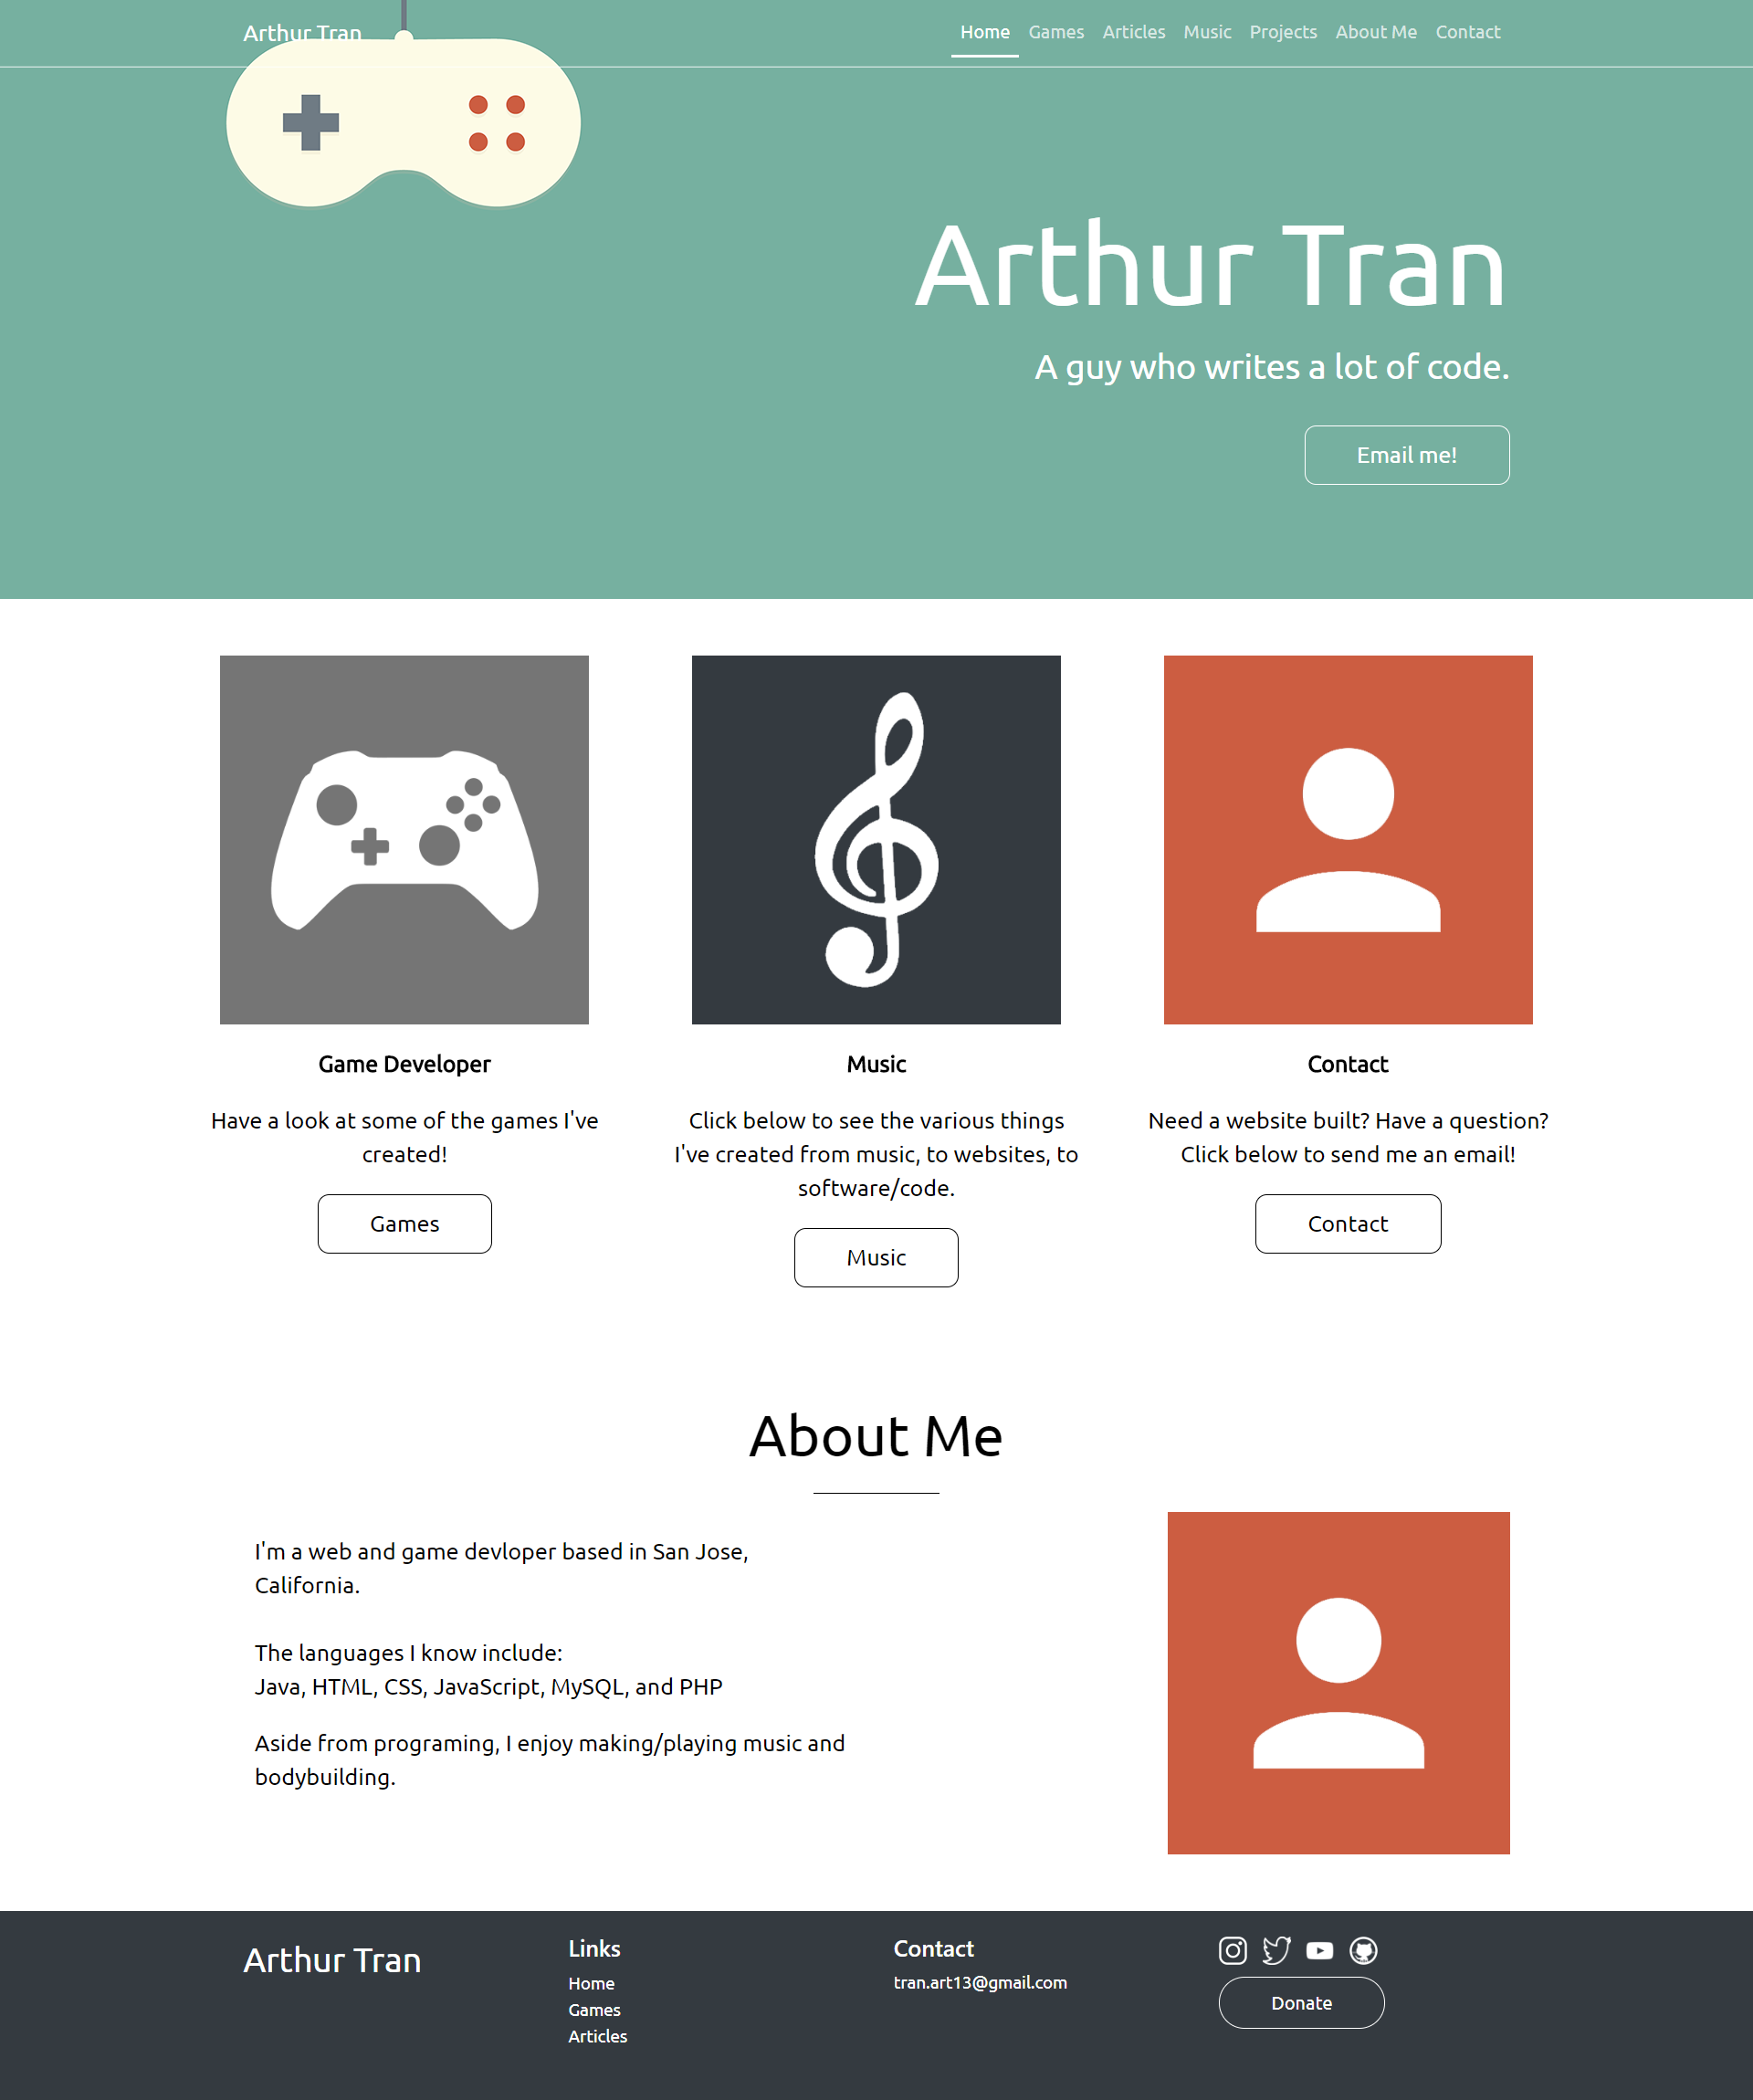 Arthur Tran
Home Games Articles Music Projects About Me Contact
Arthur Tran
A guy who writes a lot of code.
Email me!
Game Developer
Have a look at some of the games I've
created!
Games
Music
Click below to see the various things
I've created from music, to websites, to
software/code.
Music
Contact
Need a website built? Have a question?
Click below to send me an email!
Contact
About Me
I'm a web and game devloper based in San Jose,
California.
The languages I know include:
Java, HTML, CSS, JavaScript, MySQL, and PHP
Aside from programing, I enjoy making/playing music and
bodybuilding.
Arthur Tran
Links
Home
Games
Articles
Contact
tran.art13@gmail.com
Donate